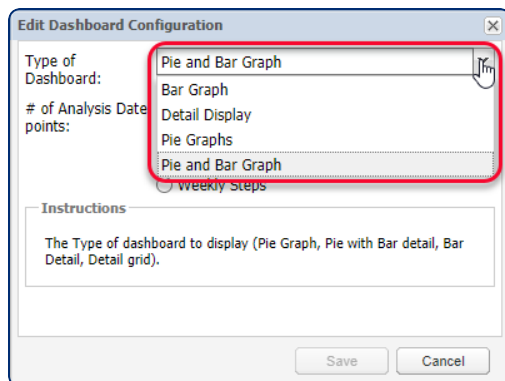 Edit Dashboard Configuration
Type of
Dashboard:
Pie and Bar Graph
Bar Graph
Detail Display
Pie Graphs
Pie and Bar Graph
# of Analysis Date
points:
Weekly Steps
Instructions
The Type of dashboard to display (Pie Graph, Pie with Bar detail, Bar
Detail, Detail grid).
Save
Cancel